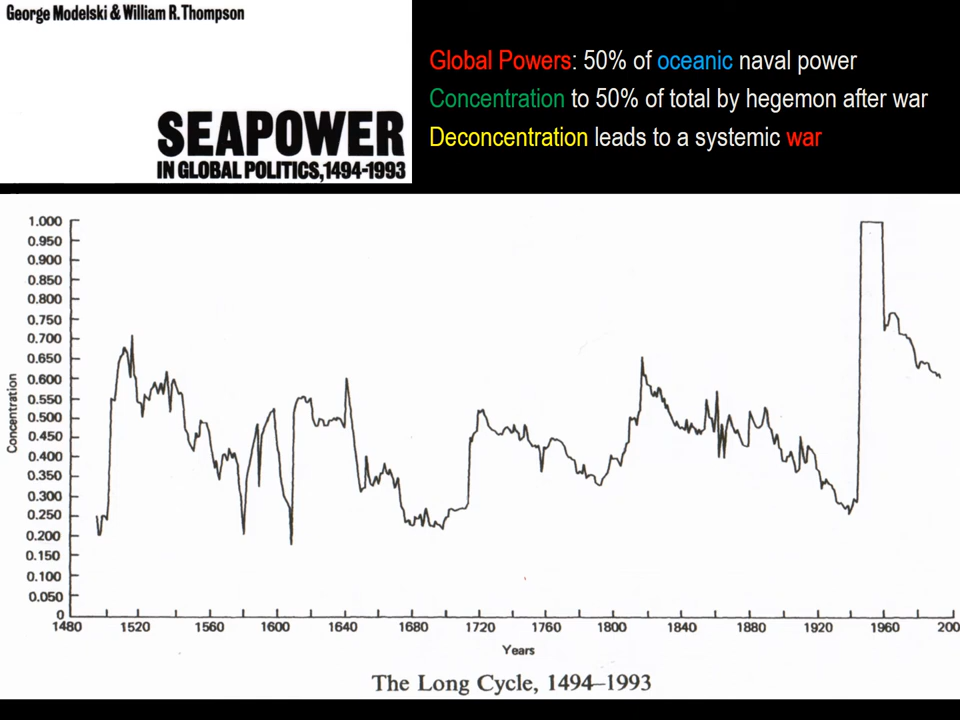 George Modelski & William R. Thompson
SEAPOWER
IN GLOBAL POLITICS, 1494-1993
Global Powers: 50% of oceanic naval power
Concentration to 50% of total by hegemon after war
Deconcentration leads to a systemic war
1.000
0.950
0.900
0.850
0.800
0.750
0.700
0.650
0.600
0.550
0.500
0.450
0.400
0.350
0.300
0.250
0.200
0.150
0.100
0.050
0
Concentration
1480 1520 1560 1600 1640 1680 1720 1760 1800 1840 1880 1920 1960 200
Years
The Long Cycle, 1494–1993